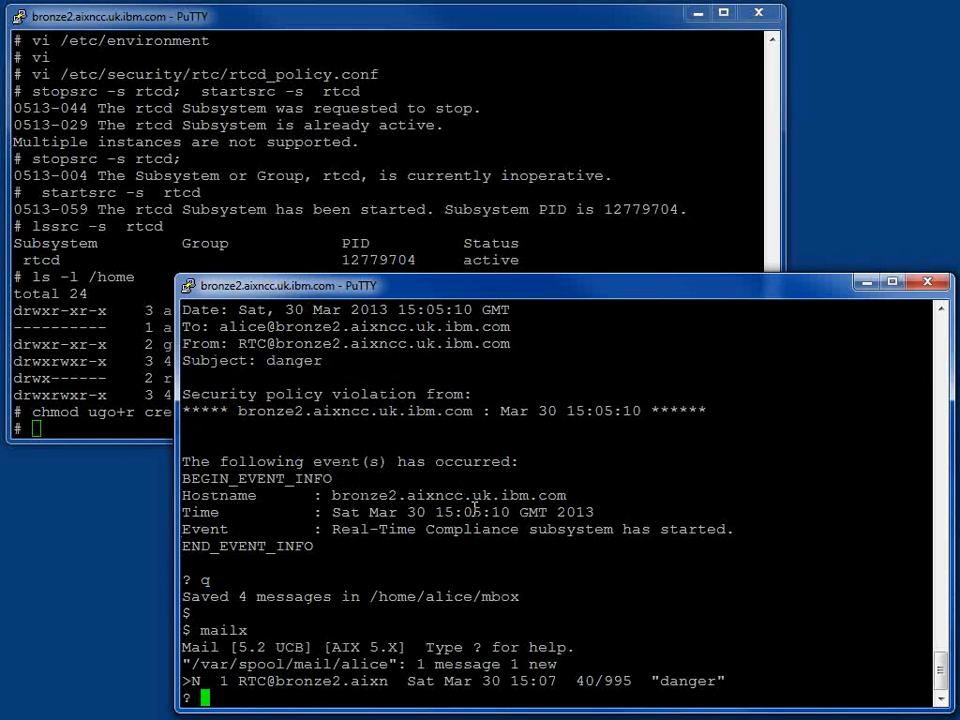 bronze2.aixncc.uk.ibm.com - PuTTY
# vi /etc/environment
# vi
# vi /etc/security/rtc/rtcd_policy.conf
# stopsrc -s rtcd;  startsrc -s  rtcd
0513-044 The rtcd Subsystem was requested to stop.
0513-029 The rtcd Subsystem is already active.
Multiple instances are not supported.
# stopsrc -s rtcd;
0513-004 The Subsystem or Group, rtcd, is currently inoperative.
#  startsrc -s  rtcd
0513-059 The rtcd Subsystem has been started. Subsystem PID is 12779704.
# lssrc -s  rtcd
Subsystem         Group            PID          Status
 rtcd                              12779704     active
# ls -l /home
total 24
drwxr-xr-x    3 a
----------    1 a
drwxr-xr-x    2 g
drwxrwxr-x    3 4
drwx------    2 r
drwxrwxr-x    3 4
# chmod ugo+r cre
#
bronze2.aixncc.uk.ibm.com - PuTTY
Date: Sat, 30 Mar 2013 15:05:10 GMT
To: alice@bronze2.aixncc.uk.ibm.com
From: RTC@bronze2.aixncc.uk.ibm.com
Subject: danger
Security policy violation from:
***** bronze2.aixncc.uk.ibm.com : Mar 30 15:05:10 ******
The following event(s) has occurred:
BEGIN_EVENT_INFO
Hostname      : bronze2.aixncc.uk.ibm.com
Time          : Sat Mar 30 15:05:10 GMT 2013
Event         : Real-Time Compliance subsystem has started.
END_EVENT_INFO
? q
Saved 4 messages in /home/alice/mbox
$
$ mailx
Mail [5.2 UCB] [AIX 5.X]  Type ? for help.
"/var/spool/mail/alice": 1 message 1 new
>N  1 RTC@bronze2.aixn  Sat Mar 30 15:07  40/995  "danger"
?